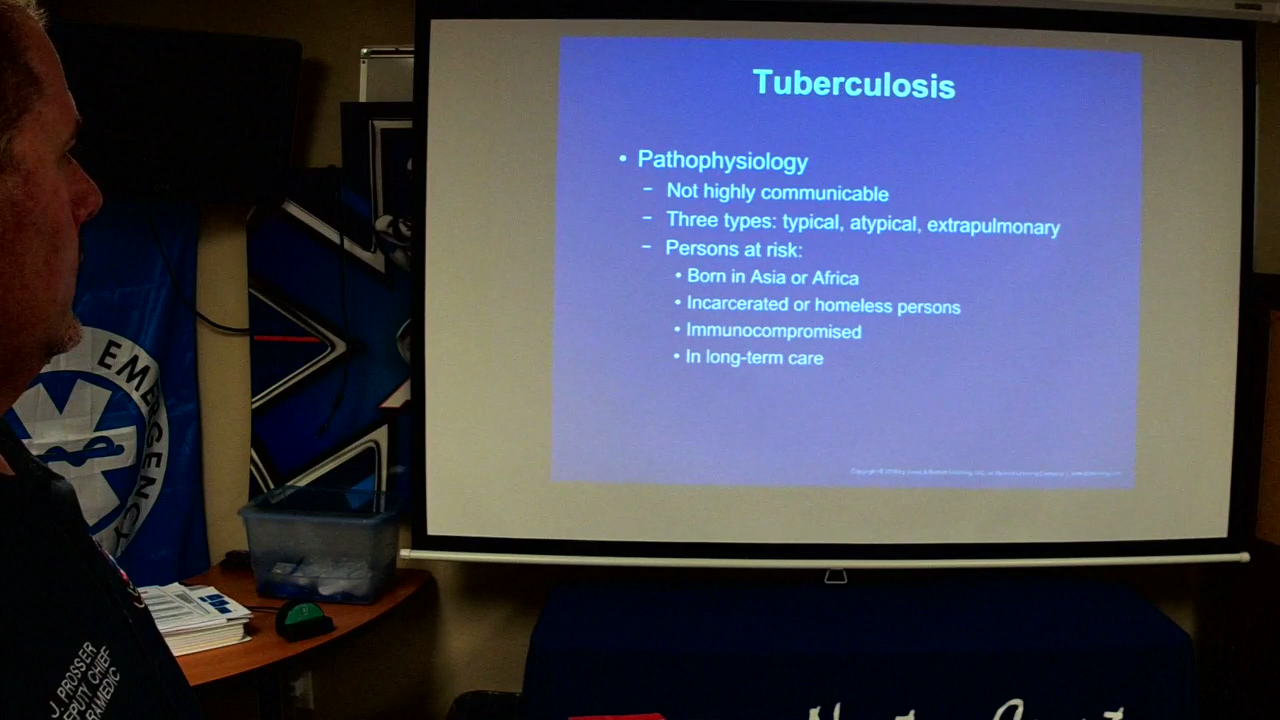 Tuberculosis
• Pathophysiology
– Not highly communicable
– Three types: typical, atypical, extrapulmonary
– Persons at risk:
• Born in Asia or Africa
• Incarcerated or homeless persons
• Immunocompromised
• In long-term care
EMERGENCY
J. PROSSER
DEPUTY CHIEF
PARAMEDIC